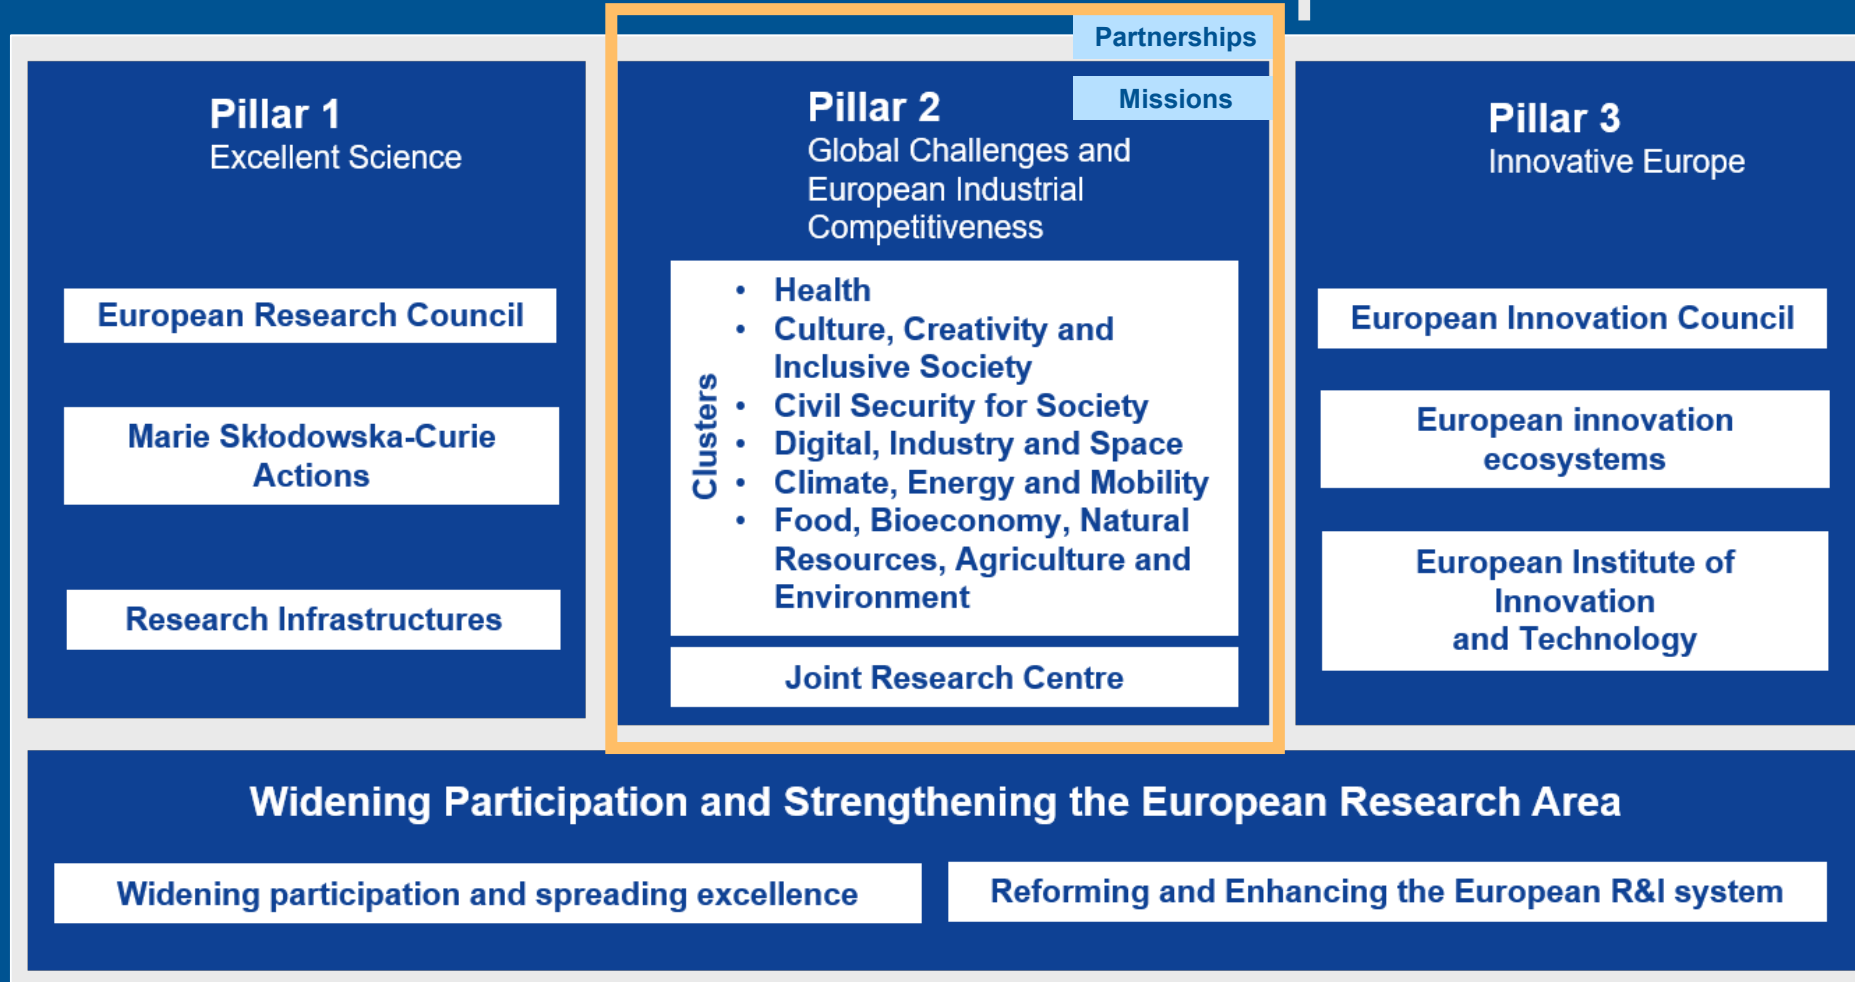 Partnerships
Missions
Pillar 1
Excellent Science
European Research Council
Marie Skłodowska-Curie
Actions
Research Infrastructures
Pillar 2
Global Challenges and
European Industrial
Competitiveness
Clusters
• Health
• Culture, Creativity and
Inclusive Society
• Civil Security for Society
• Digital, Industry and Space
• Climate, Energy and Mobility
• Food, Bioeconomy, Natural
Resources, Agriculture and
Environment
Joint Research Centre
Pillar 3
Innovative Europe
European Innovation Council
European innovation
ecosystems
European Institute of
Innovation
and Technology
Widening Participation and Strengthening the European Research Area
Widening participation and spreading excellence
Reforming and Enhancing the European R&I system